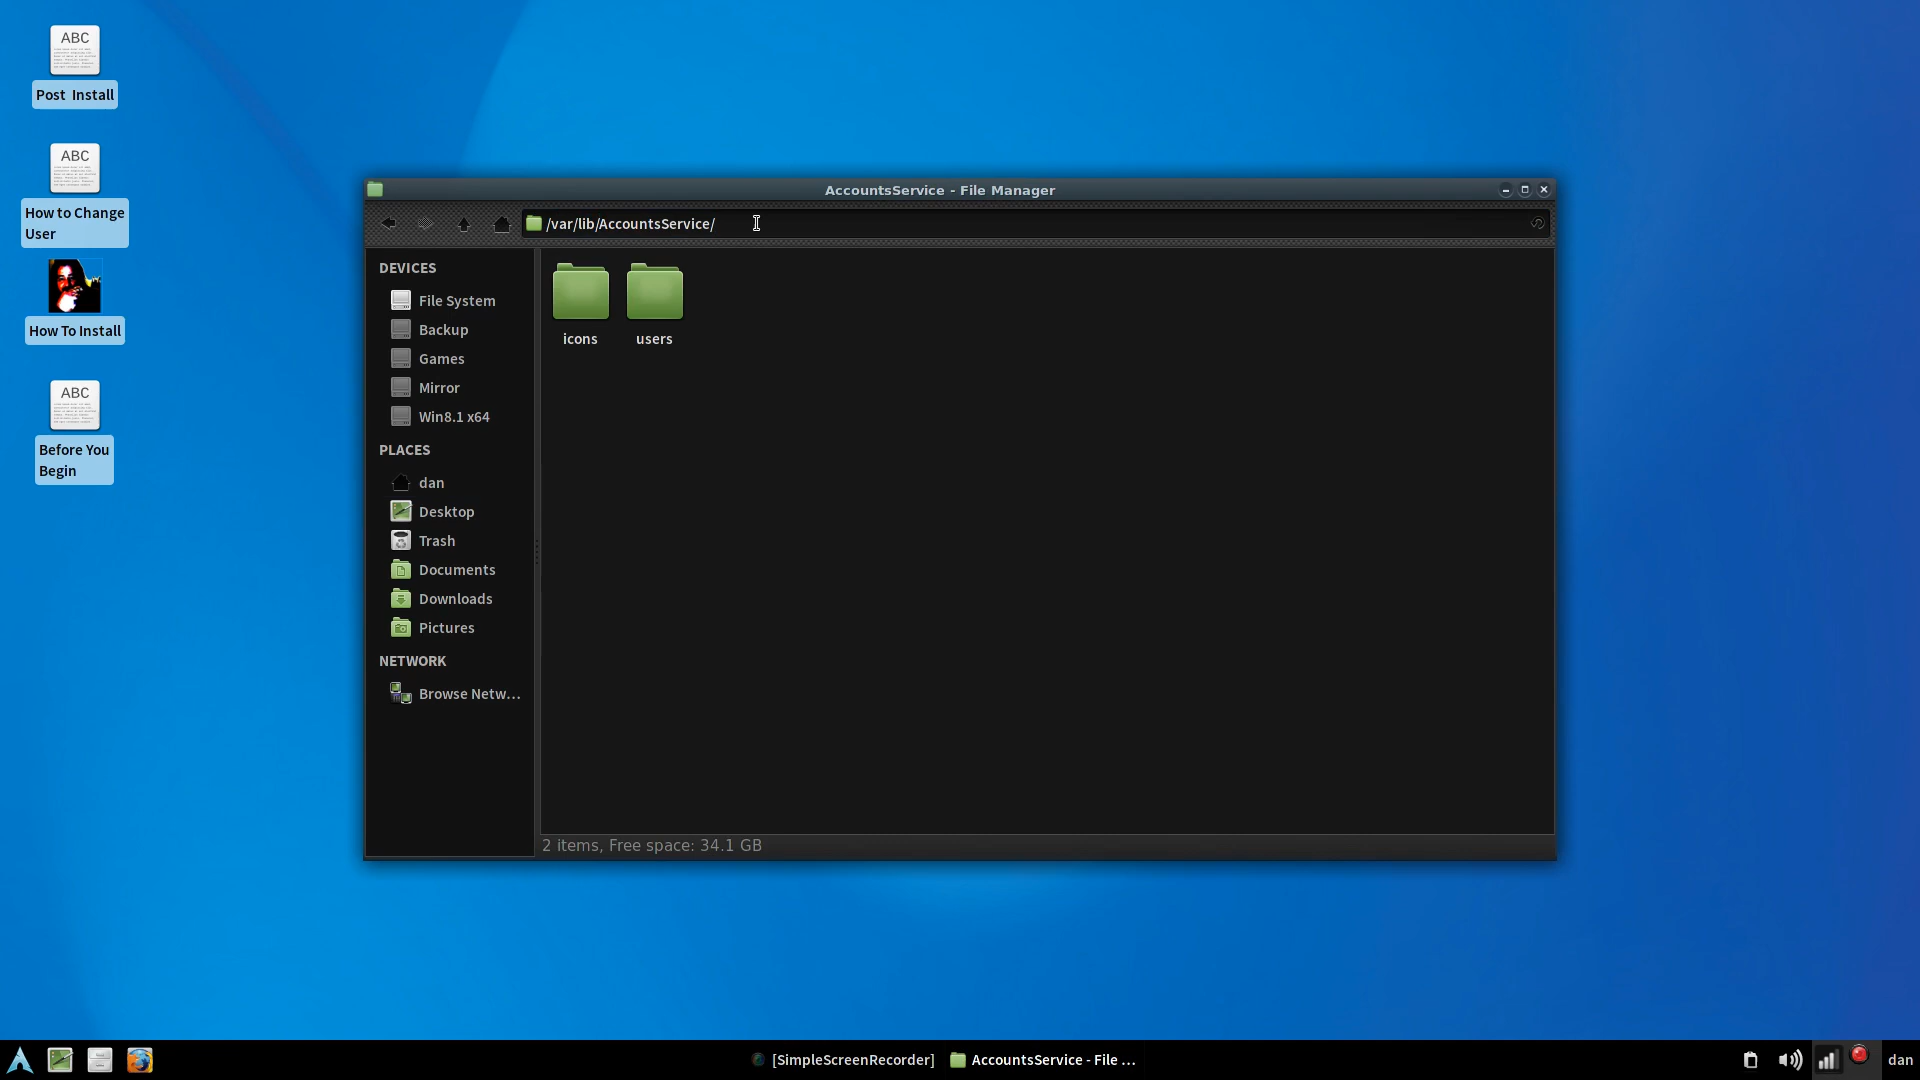 ABC
Post Install
ABC
How to Change
User
How To Install
ABC
Before You
Begin
AccountsService - File Manager
/var/lib/AccountsService/
DEVICES
File System
Backup
Games
Mirror
Win8.1 x64
PLACES
dan
Desktop
Trash
Documents
Downloads
Pictures
NETWORK
Browse Netw...
icons
users
2 items, Free space: 34.1 GB
[SimpleScreenRecorder]
AccountsService - File ...
dan